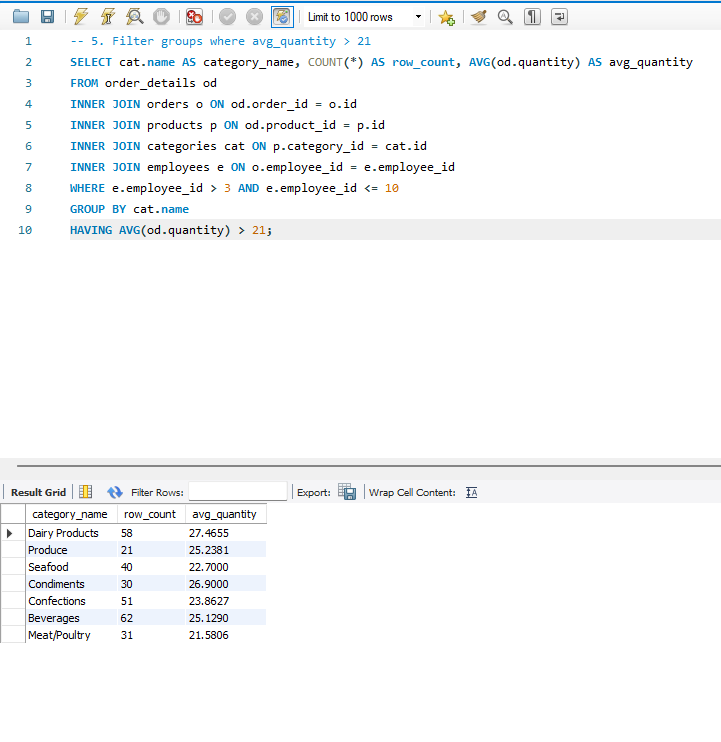 Limit to 1000 rows
1 -- 5. Filter groups where avg_quantity > 21
2 SELECT cat.name AS category_name, COUNT(*) AS row_count, AVG(od.quantity) AS avg_quantity
3 FROM order_details od
4 INNER JOIN orders o ON od.order_id = o.id
5 INNER JOIN products p ON od.product_id = p.id
6 INNER JOIN categories cat ON p.category_id = cat.id
7 INNER JOIN employees e ON o.employee_id = e.employee_id
8 WHERE e.employee_id > 3 AND e.employee_id <= 10
9 GROUP BY cat.name
10 HAVING AVG(od.quantity) > 21;
Result Grid Filter Rows: Export: Wrap Cell Content: IA
category_name row_count avg_quantity
Dairy Products 58 27.4655
Produce 21 25.2381
Seafood 40 22.7000
Condiments 30 26.9000
Confections 51 23.8627
Beverages 62 25.1290
Meat/Poultry 31 21.5806